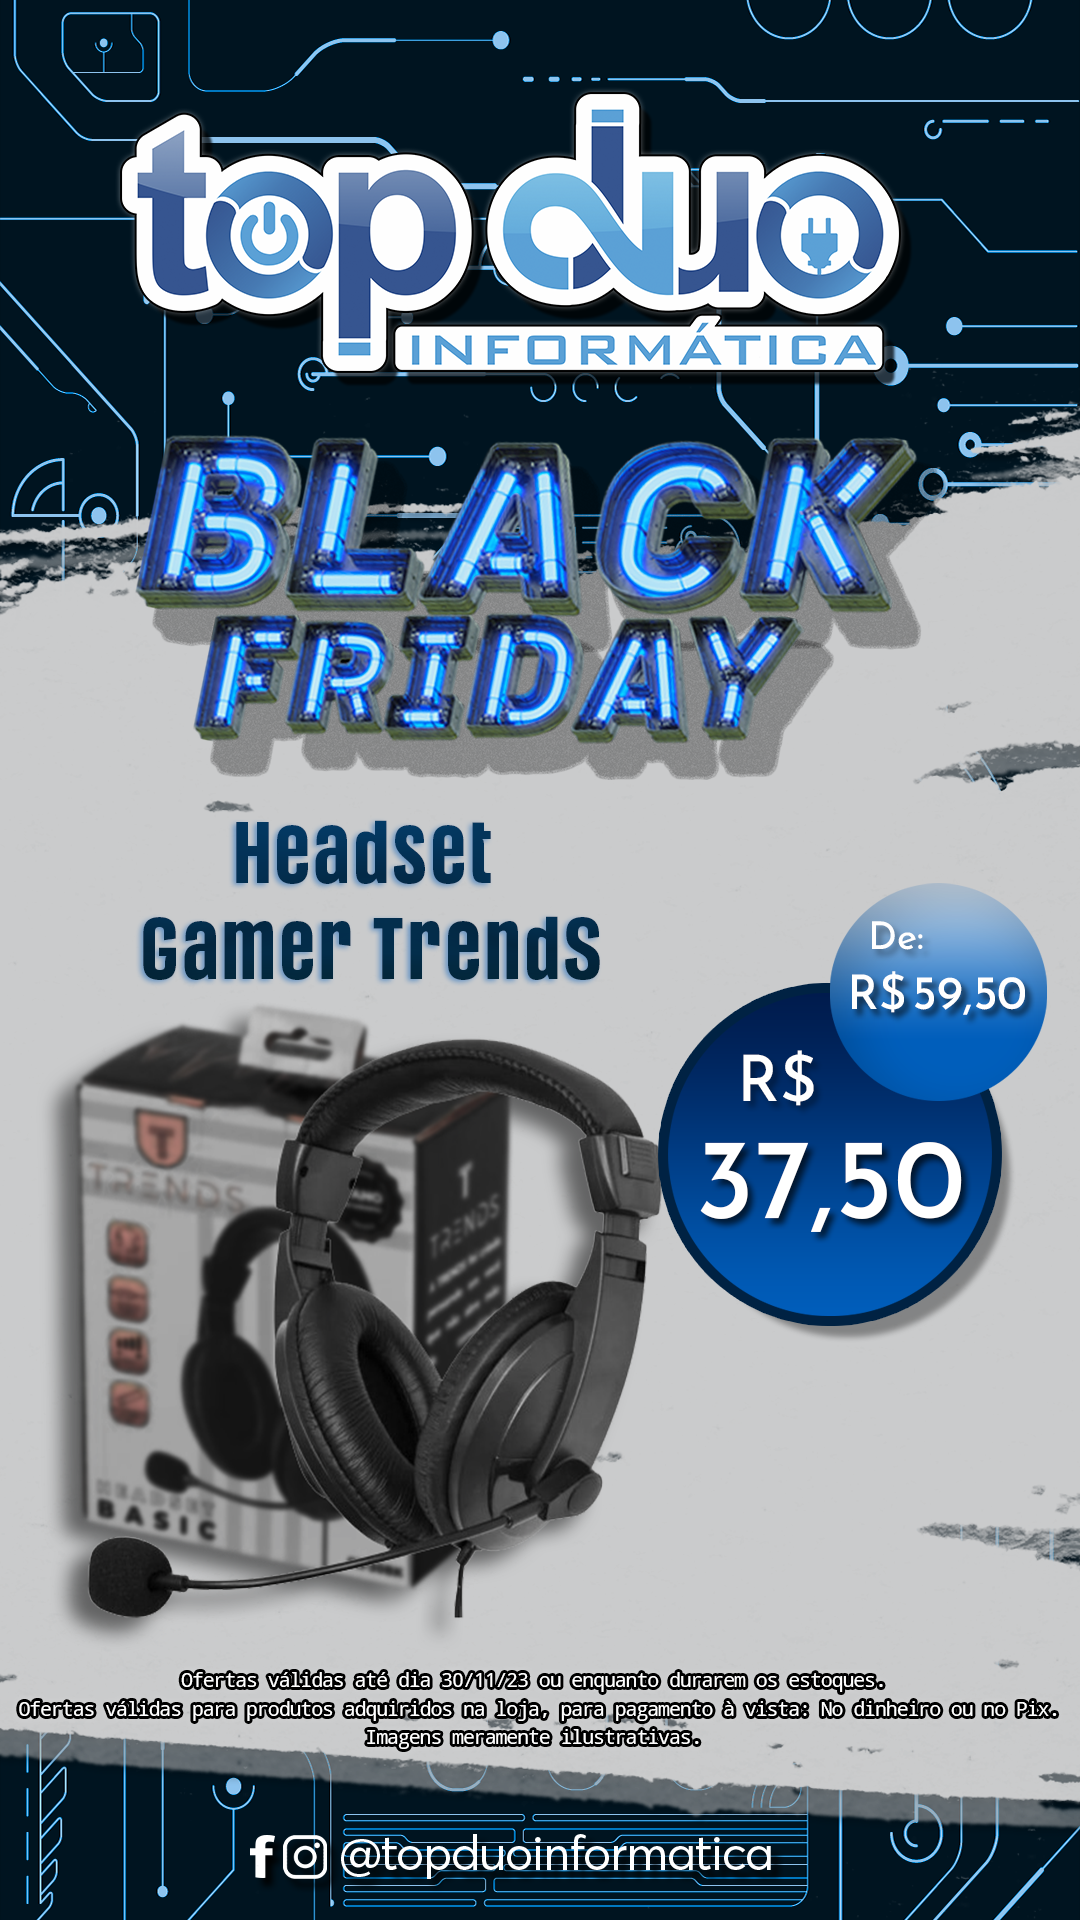 top duo
INFORMÁTICA
BLACK
FRIDAY
Headset
Gamer Trends
De:
R$ 59,50
R$
37,50
T
TRENDS
T
TRENDS
HEADSET
BASIC
Ofertas válidas até dia 30/11/23 ou enquanto durarem os estoques.
Ofertas válidas para produtos adquiridos na loja, para pagamento à vista: No dinheiro ou no Pix.
Imagens meramente ilustrativas.
@topduoinformatica